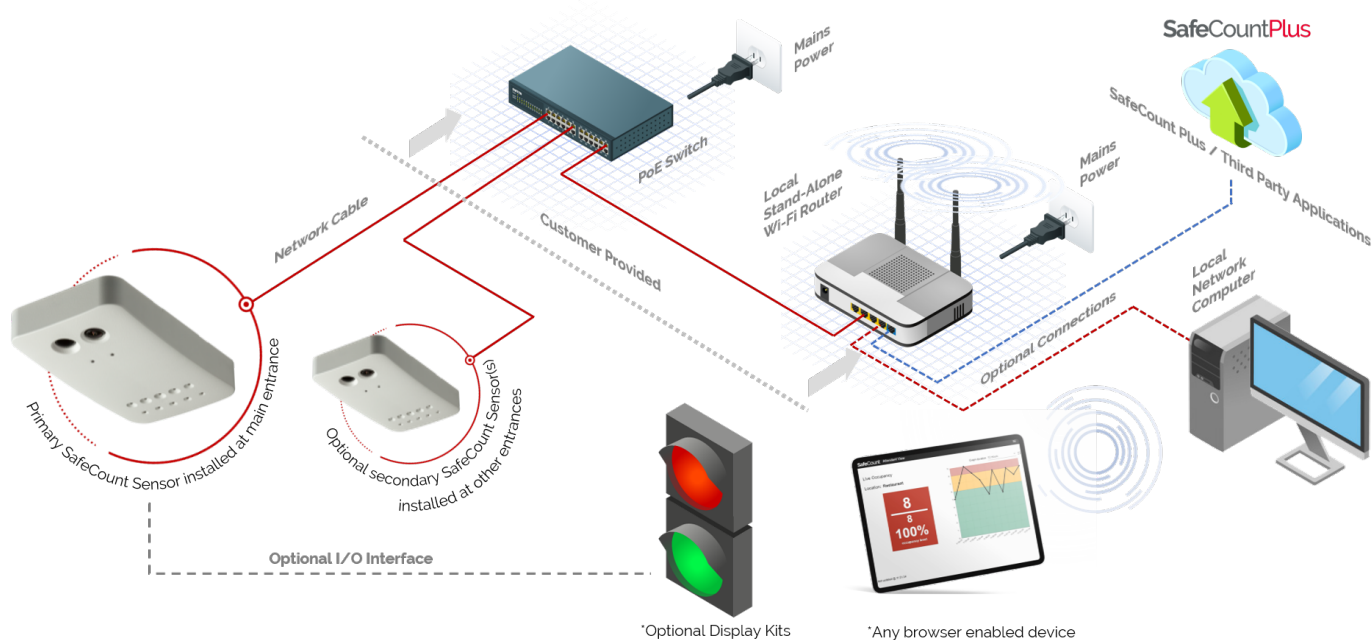 SafeCountPlus
Mains
Power
SafeCount Plus / Third Party Applications
PoE Switch
Mains
Power
Local
Stand-Alone
Wi-Fi Router
Network Cable
Customer Provided
Local
Network
Computer
Optional Connections
Primary SafeCount Sensor installed at main entrance
Optional secondary SafeCount Sensor(s)
installed at other entrances
SafeCount
Live Occupancy
Location: Restaurant
8
8
100%
Optional I/O Interface
*Optional Display Kits
*Any browser enabled device